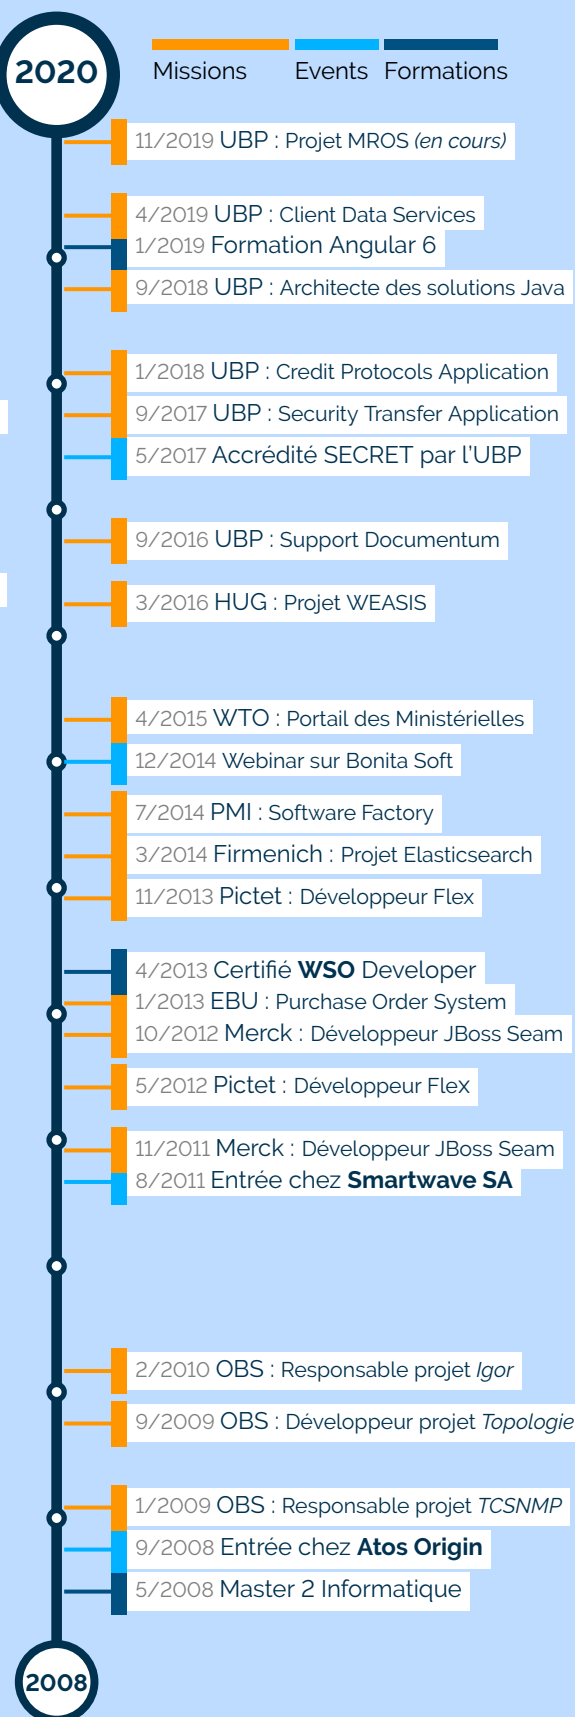 2020
Missions Events Formations
11/2019 UBP : Projet MROS (en cours)
4/2019 UBP : Client Data Services
1/2019 Formation Angular 6
9/2018 UBP : Architecte des solutions Java
1/2018 UBP : Credit Protocols Application
9/2017 UBP : Security Transfer Application
5/2017 Accrédité SECRET par l'UBP
9/2016 UBP : Support Documentum
3/2016 HUG : Projet WEASIS
4/2015 WTO : Portail des Ministérielles
12/2014 Webinar sur Bonita Soft
7/2014 PMI : Software Factory
3/2014 Firmenich : Projet Elasticsearch
11/2013 Pictet : Développeur Flex
4/2013 Certifié WSO Developer
1/2013 EBU : Purchase Order System
10/2012 Merck : Développeur JBoss Seam
5/2012 Pictet : Développeur Flex
11/2011 Merck : Développeur JBoss Seam
8/2011 Entrée chez Smartwave SA
2/2010 OBS : Responsable projet Igor
9/2009 OBS : Développeur projet Topologie
1/2009 OBS : Responsable projet TCSNMP
9/2008 Entrée chez Atos Origin
5/2008 Master 2 Informatique
2008